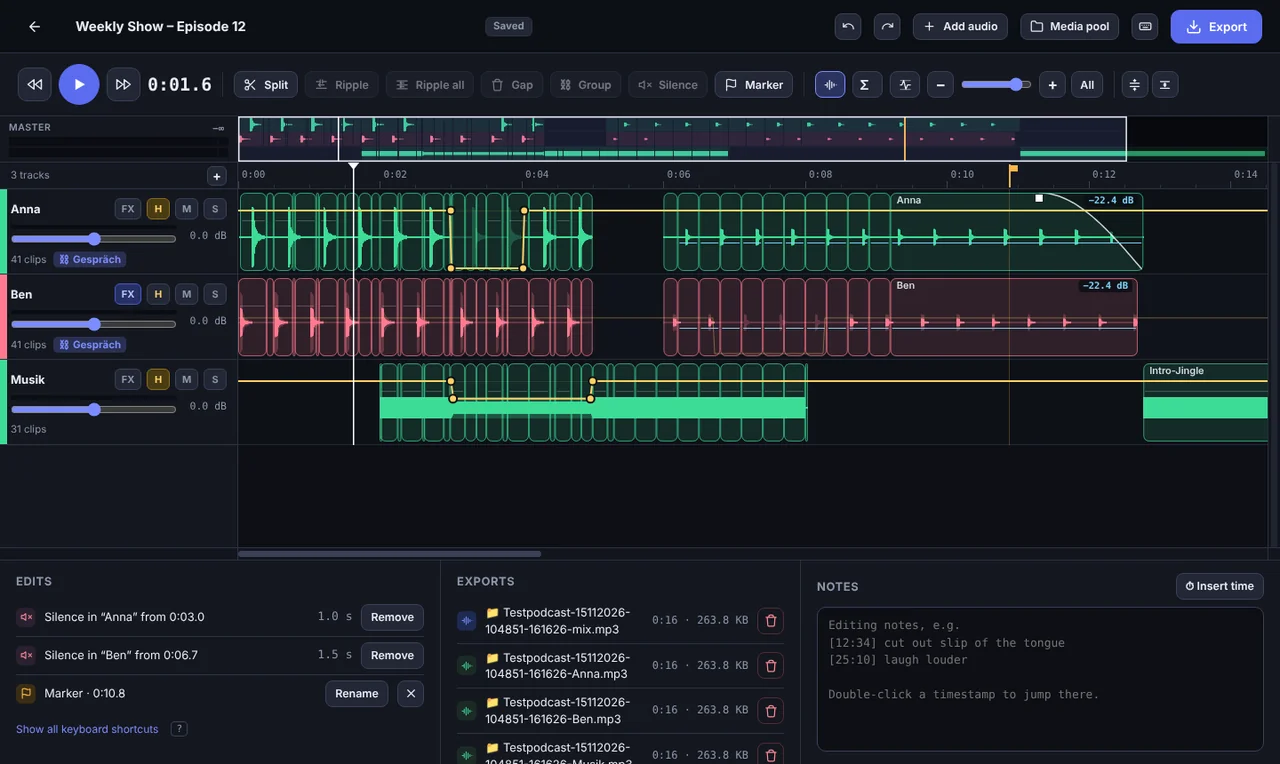 Weekly Show – Episode 12
Saved
Add audio
Media pool
Export
0:01.6
Split
Ripple
Ripple all
Gap
Group
Silence
Marker
Σ
All
MASTER
-∞
3 tracks
0:00
0:02
0:04
0:06
0:08
0:10
0:12
0:14
Anna
FX
H
M
S
0.0 dB
41 clips
Gespräch
Anna
−22.4 dB
Ben
FX
H
M
S
0.0 dB
41 clips
Gespräch
Ben
−22.4 dB
Musik
FX
H
M
S
0.0 dB
31 clips
Intro-Jingle
EDITS
Silence in “Anna” from 0:03.0
1.0 s
Remove
Silence in “Ben” from 0:06.7
1.5 s
Remove
Marker · 0:10.8
Rename
Show all keyboard shortcuts
?
EXPORTS
Testpodcast-15112026-
104851-161626-mix.mp3
0:16 · 263.8 KB
Testpodcast-15112026-
104851-161626-Anna.mp3
0:16 · 263.8 KB
Testpodcast-15112026-
104851-161626-Ben.mp3
0:16 · 263.8 KB
Testpodcast-15112026-
104851-161626-Musik.mp3
0:16 · 263.8 KB
NOTES
Insert time
Editing notes, e.g.
[12:34] cut out slip of the tongue
[25:10] laugh louder
Double-click a timestamp to jump there.